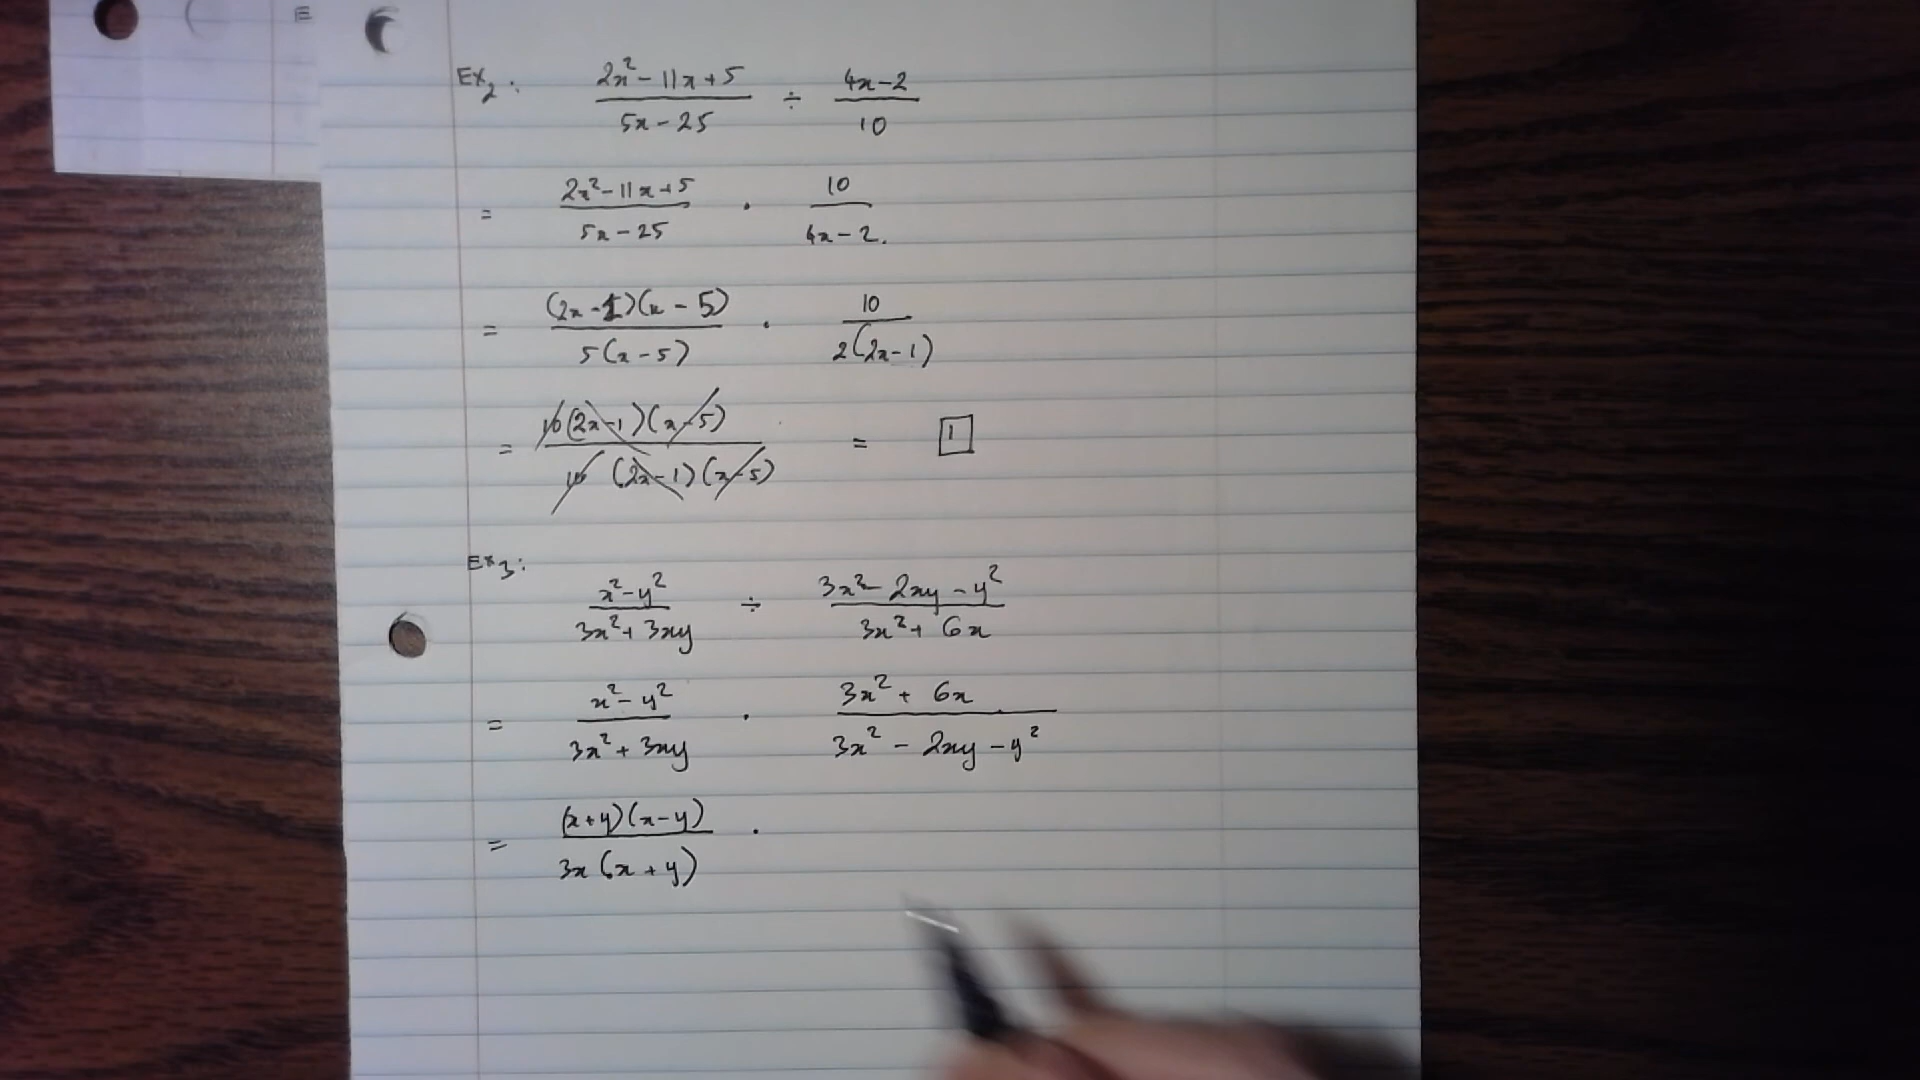 E
Ex2: (2x² - 11x + 5)/(5x - 25) ÷ (4x - 2)/10
= (2x² - 11x + 5)/(5x - 25) · 10/(4x - 2).
= (2x - 1)(x - 5)/5(x - 5) · 10/2(2x - 1)
= 10(2x - 1)(x - 5)/10(2x - 1)(x - 5) = 1
Ex3:
(x² - y²)/(3x² + 3xy) ÷ (3x² - 2xy - y²)/(3x² + 6x)
= (x² - y²)/(3x² + 3xy) · (3x² + 6x)/(3x² - 2xy - y²)
= (x + y)(x - y)/3x(x + y) ·